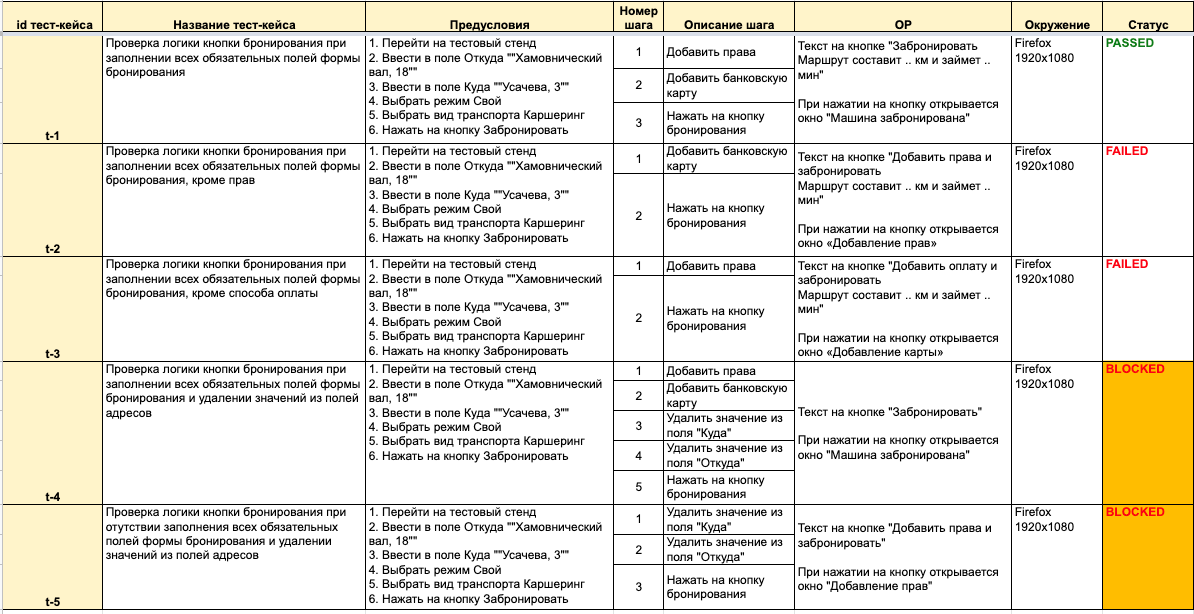 id тест-кейса
Название тест-кейса
Предусловия
Номер
шага
Описание шага
ОР
Окружение
Статус
t-1
Проверка логики кнопки бронирования при
заполнении всех обязательных полей формы
бронирования
1. Перейти на тестовый стенд
2. Ввести в поле Откуда ""Хамовнический
вал, 18""
3. Ввести в поле Куда ""Усачева, 3""
4. Выбрать режим Свой
5. Выбрать вид транспорта Каршеринг
6. Нажать на кнопку Забронировать
1
Добавить права
2
Добавить банковскую
карту
3
Нажать на кнопку
бронирования
Текст на кнопке "Забронировать
Маршрут составит .. км и займет ..
мин"
При нажатии на кнопку открывается
окно "Машина забронирована"
Firefox
1920x1080
PASSED
t-2
Проверка логики кнопки бронирования при
заполнении всех обязательных полей формы
бронирования, кроме прав
1. Перейти на тестовый стенд
2. Ввести в поле Откуда ""Хамовнический
вал, 18""
3. Ввести в поле Куда ""Усачева, 3""
4. Выбрать режим Свой
5. Выбрать вид транспорта Каршеринг
6. Нажать на кнопку Забронировать
1
Добавить банковскую
карту
2
Нажать на кнопку
бронирования
Текст на кнопке "Добавить права и
забронировать
Маршрут составит .. км и займет ..
мин"
При нажатии на кнопку открывается
окно «Добавление прав»
Firefox
1920x1080
FAILED
t-3
Проверка логики кнопки бронирования при
заполнении всех обязательных полей формы
бронирования, кроме способа оплаты
1. Перейти на тестовый стенд
2. Ввести в поле Откуда ""Хамовнический
вал, 18""
3. Ввести в поле Куда ""Усачева, 3""
4. Выбрать режим Свой
5. Выбрать вид транспорта Каршеринг
6. Нажать на кнопку Забронировать
1
Добавить права
2
Нажать на кнопку
бронирования
Текст на кнопке "Добавить оплату и
забронировать
Маршрут составит .. км и займет ..
мин"
При нажатии на кнопку открывается
окно «Добавление карты»
Firefox
1920x1080
FAILED
t-4
Проверка логики кнопки бронирования при
заполнении всех обязательных полей формы
бронирования и удалении значений из полей
адресов
1. Перейти на тестовый стенд
2. Ввести в поле Откуда ""Хамовнический
вал, 18""
3. Ввести в поле Куда ""Усачева, 3""
4. Выбрать режим Свой
5. Выбрать вид транспорта Каршеринг
6. Нажать на кнопку Забронировать
1
Добавить права
2
Добавить банковскую
карту
3
Удалить значение из
поля "Куда"
4
Удалить значение из
поля "Откуда"
5
Нажать на кнопку
бронирования
Текст на кнопке "Забронировать"
При нажатии на кнопку открывается
окно "Машина забронирована"
Firefox
1920x1080
BLOCKED
t-5
Проверка логики кнопки бронирования при
отутствии заполнения всех обязательных
полей формы бронирования и удалении
значений из полей адресов
1. Перейти на тестовый стенд
2. Ввести в поле Откуда ""Хамовнический
вал, 18""
3. Ввести в поле Куда ""Усачева, 3""
4. Выбрать режим Свой
5. Выбрать вид транспорта Каршеринг
6. Нажать на кнопку Забронировать
1
Удалить значение из
поля "Куда"
2
Удалить значение из
поля "Откуда"
3
Нажать на кнопку
бронирования
Текст на кнопке "Добавить права и
забронировать"
При нажатии на кнопку открывается
окно "Добавление прав"
Firefox
1920x1080
BLOCKED